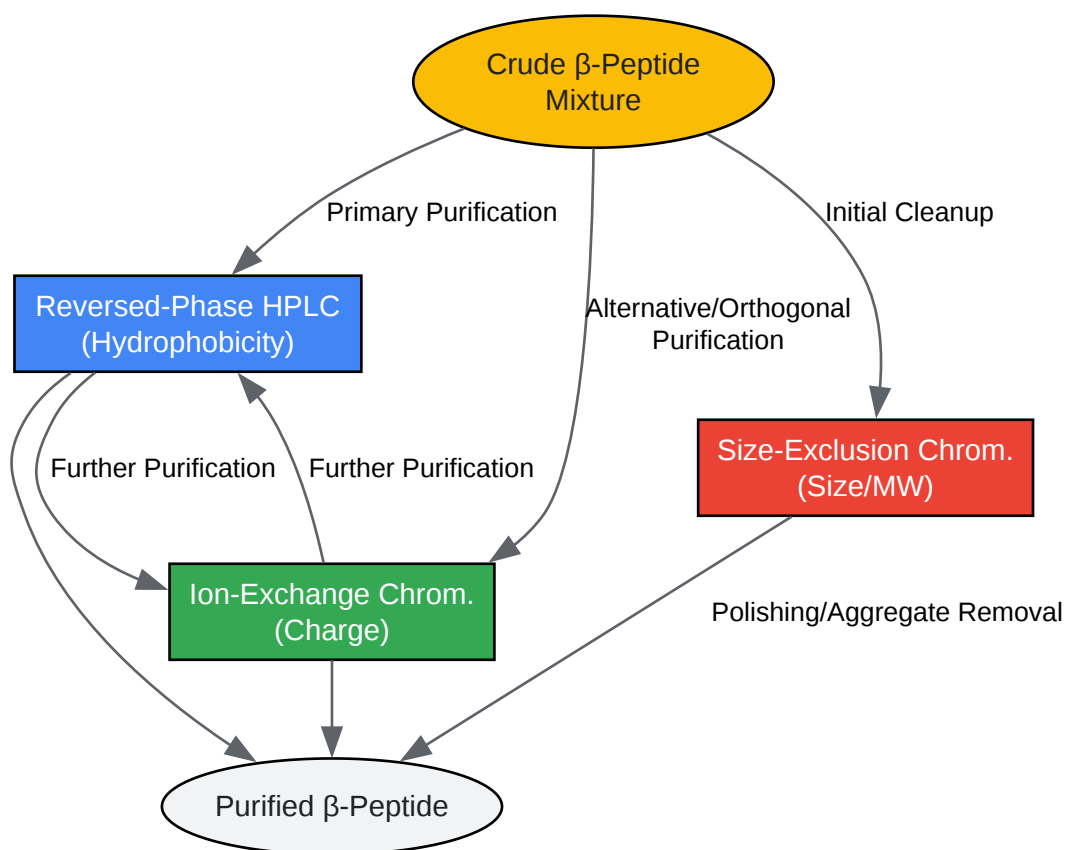 Crude β-Peptide
Mixture
Primary Purification
Initial Cleanup
Reversed-Phase HPLC
(Hydrophobicity)
Alternative/Orthogonal
Purification
Further Purification
Further Purification
Size-Exclusion Chrom.
(Size/MW)
Ion-Exchange Chrom.
(Charge)
Polishing/Aggregate Removal
Purified β-Peptide